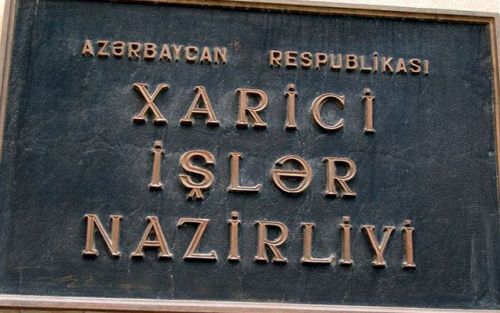 AZƏRBAYCAN RESPUBLİKASI
XARİCİ
İŞLƏR
NAZİRLİYİ